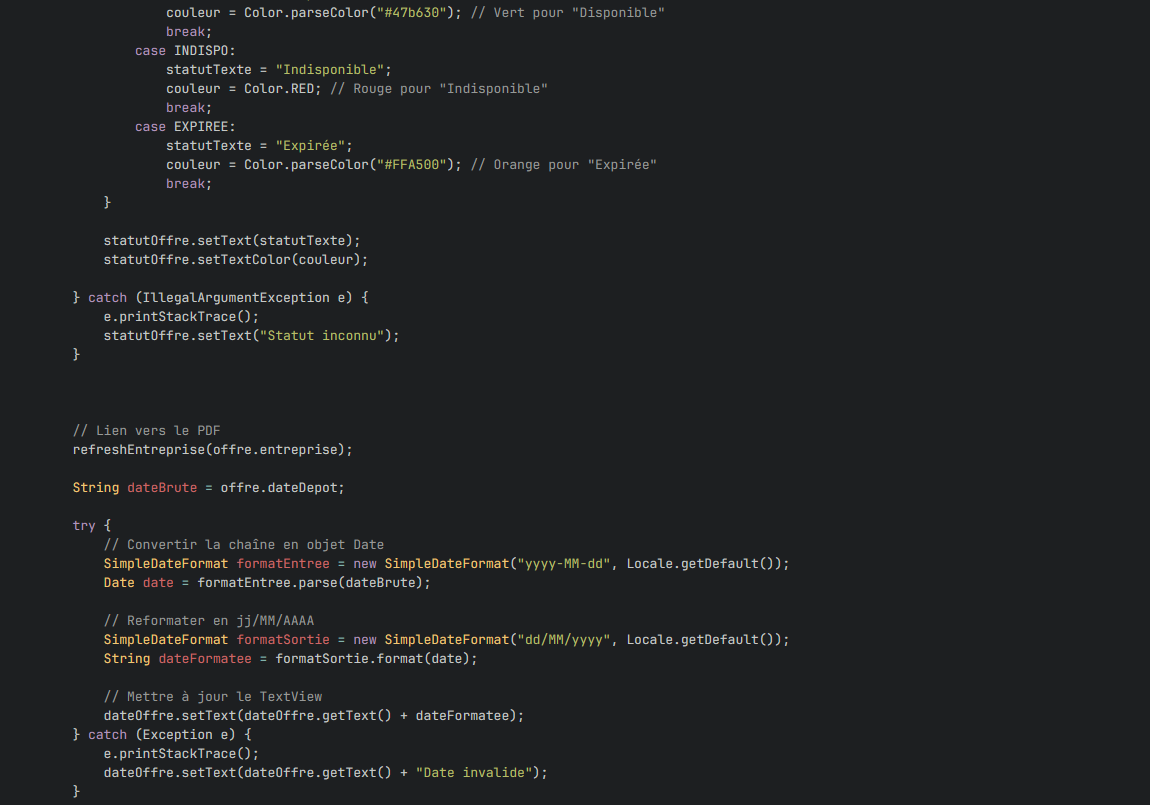 couleur = Color.parseColor("#47b630"); // Vert pour "Disponible"
break;
case INDISPO:
statutTexte = "Indisponible";
couleur = Color.RED; // Rouge pour "Indisponible"
break;
case EXPIREE:
statutTexte = "Expirée";
couleur = Color.parseColor("#FFA500"); // Orange pour "Expirée"
break;
}
statutOffre.setText(statutTexte);
statutOffre.setTextColor(couleur);
} catch (IllegalArgumentException e) {
e.printStackTrace();
statutOffre.setText("Statut inconnu");
}
// Lien vers le PDF
refreshEntreprise(offre.entreprise);
String dateBrute = offre.dateDepot;
try {
// Convertir la chaîne en objet Date
SimpleDateFormat formatEntree = new SimpleDateFormat("yyyy-MM-dd", Locale.getDefault());
Date date = formatEntree.parse(dateBrute);
// Reformater en jj/MM/AAAA
SimpleDateFormat formatSortie = new SimpleDateFormat("dd/MM/yyyy", Locale.getDefault());
String dateFormatee = formatSortie.format(date);
// Mettre à jour le TextView
dateOffre.setText(dateOffre.getText() + dateFormatee);
} catch (Exception e) {
e.printStackTrace();
dateOffre.setText(dateOffre.getText() + "Date invalide");
}